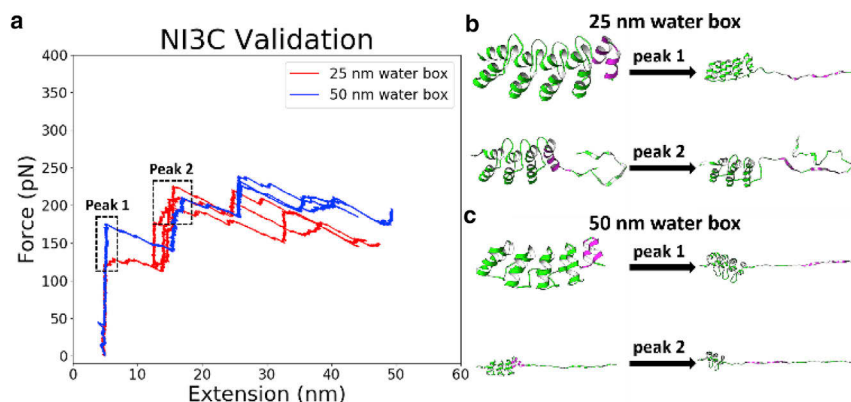 a
NI3C Validation
400
350
300
250
200
150
100
50
0
Force (pN)
25 nm water box
50 nm water box
Peak 1
Peak 2
0
10
20
30
40
50
60
Extension (nm)
b
25 nm water box
peak 1
peak 2
c
50 nm water box
peak 1
peak 2